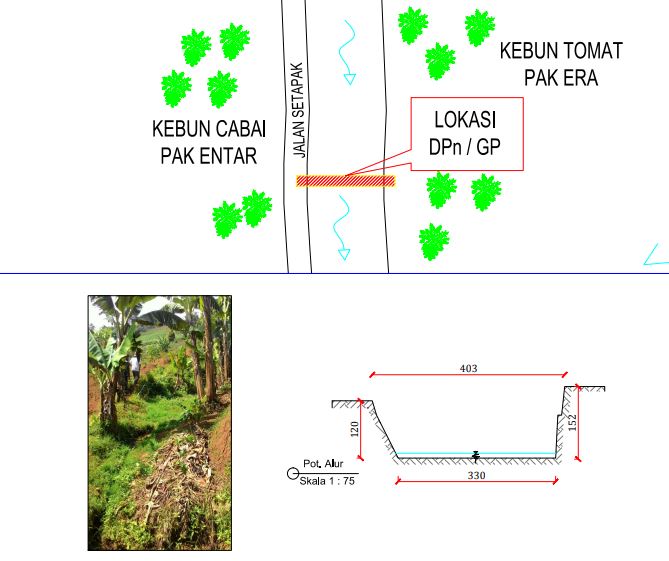 KEBUN TOMAT
PAK ERA
JALAN SETAPAK
LOKASI
DPn / GP
KEBUN CABAI
PAK ENTAR
403
120
152
Pot. Alur
Skala 1 : 75
330